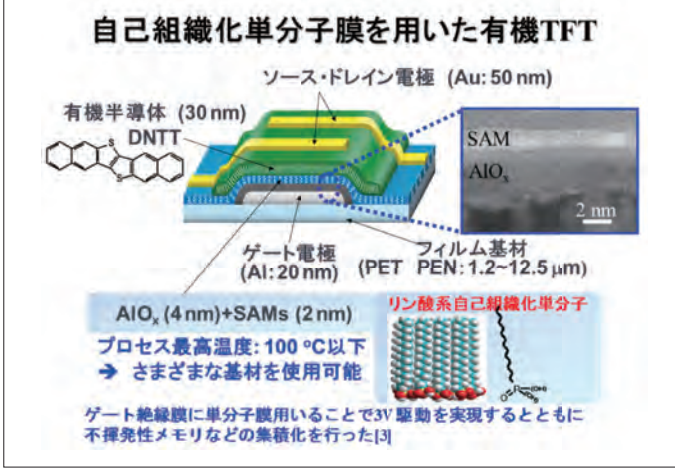 自己組織化単分子膜を用いた有機TFT
ソース・ドレイン電極 (Au: 50 nm)
有機半導体 (30 nm)
DNTT
S
S
SAM
AlOx
2 nm
ゲート電極
(Al: 20 nm)
フィルム基材
(PET PEN: 1.2~12.5 μm)
AlOx (4 nm)+SAMs (2 nm)
リン酸系自己組織化単分子
プロセス最高温度: 100 ℃以下
➔ さまざまな基材を使用可能
ゲート絶縁膜に単分子膜用いることで3V 駆動を実現するとともに
不揮発性メモリなどの集積化を行った[3]